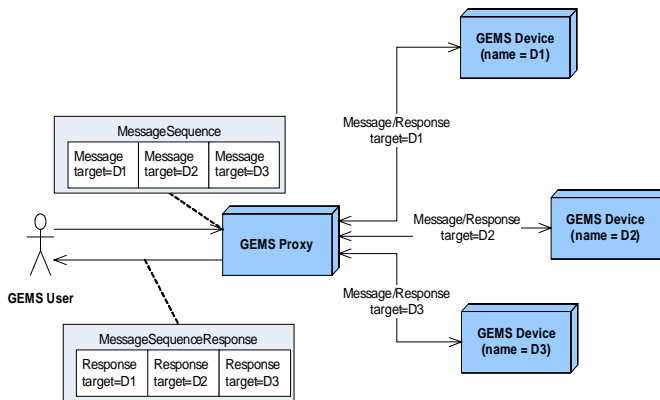 GEMS Device
(name = D1)
Message/Response
target=D1
MessageSequence
Message
target=D1
Message
target=D2
Message
target=D3
GEMS User
GEMS Proxy
Message/Response
target=D2
GEMS Device
(name = D2)
Message/Response
target=D3
GEMS Device
(name = D3)
MessageSequenceResponse
Response
target=D1
Response
target=D2
Response
target=D3